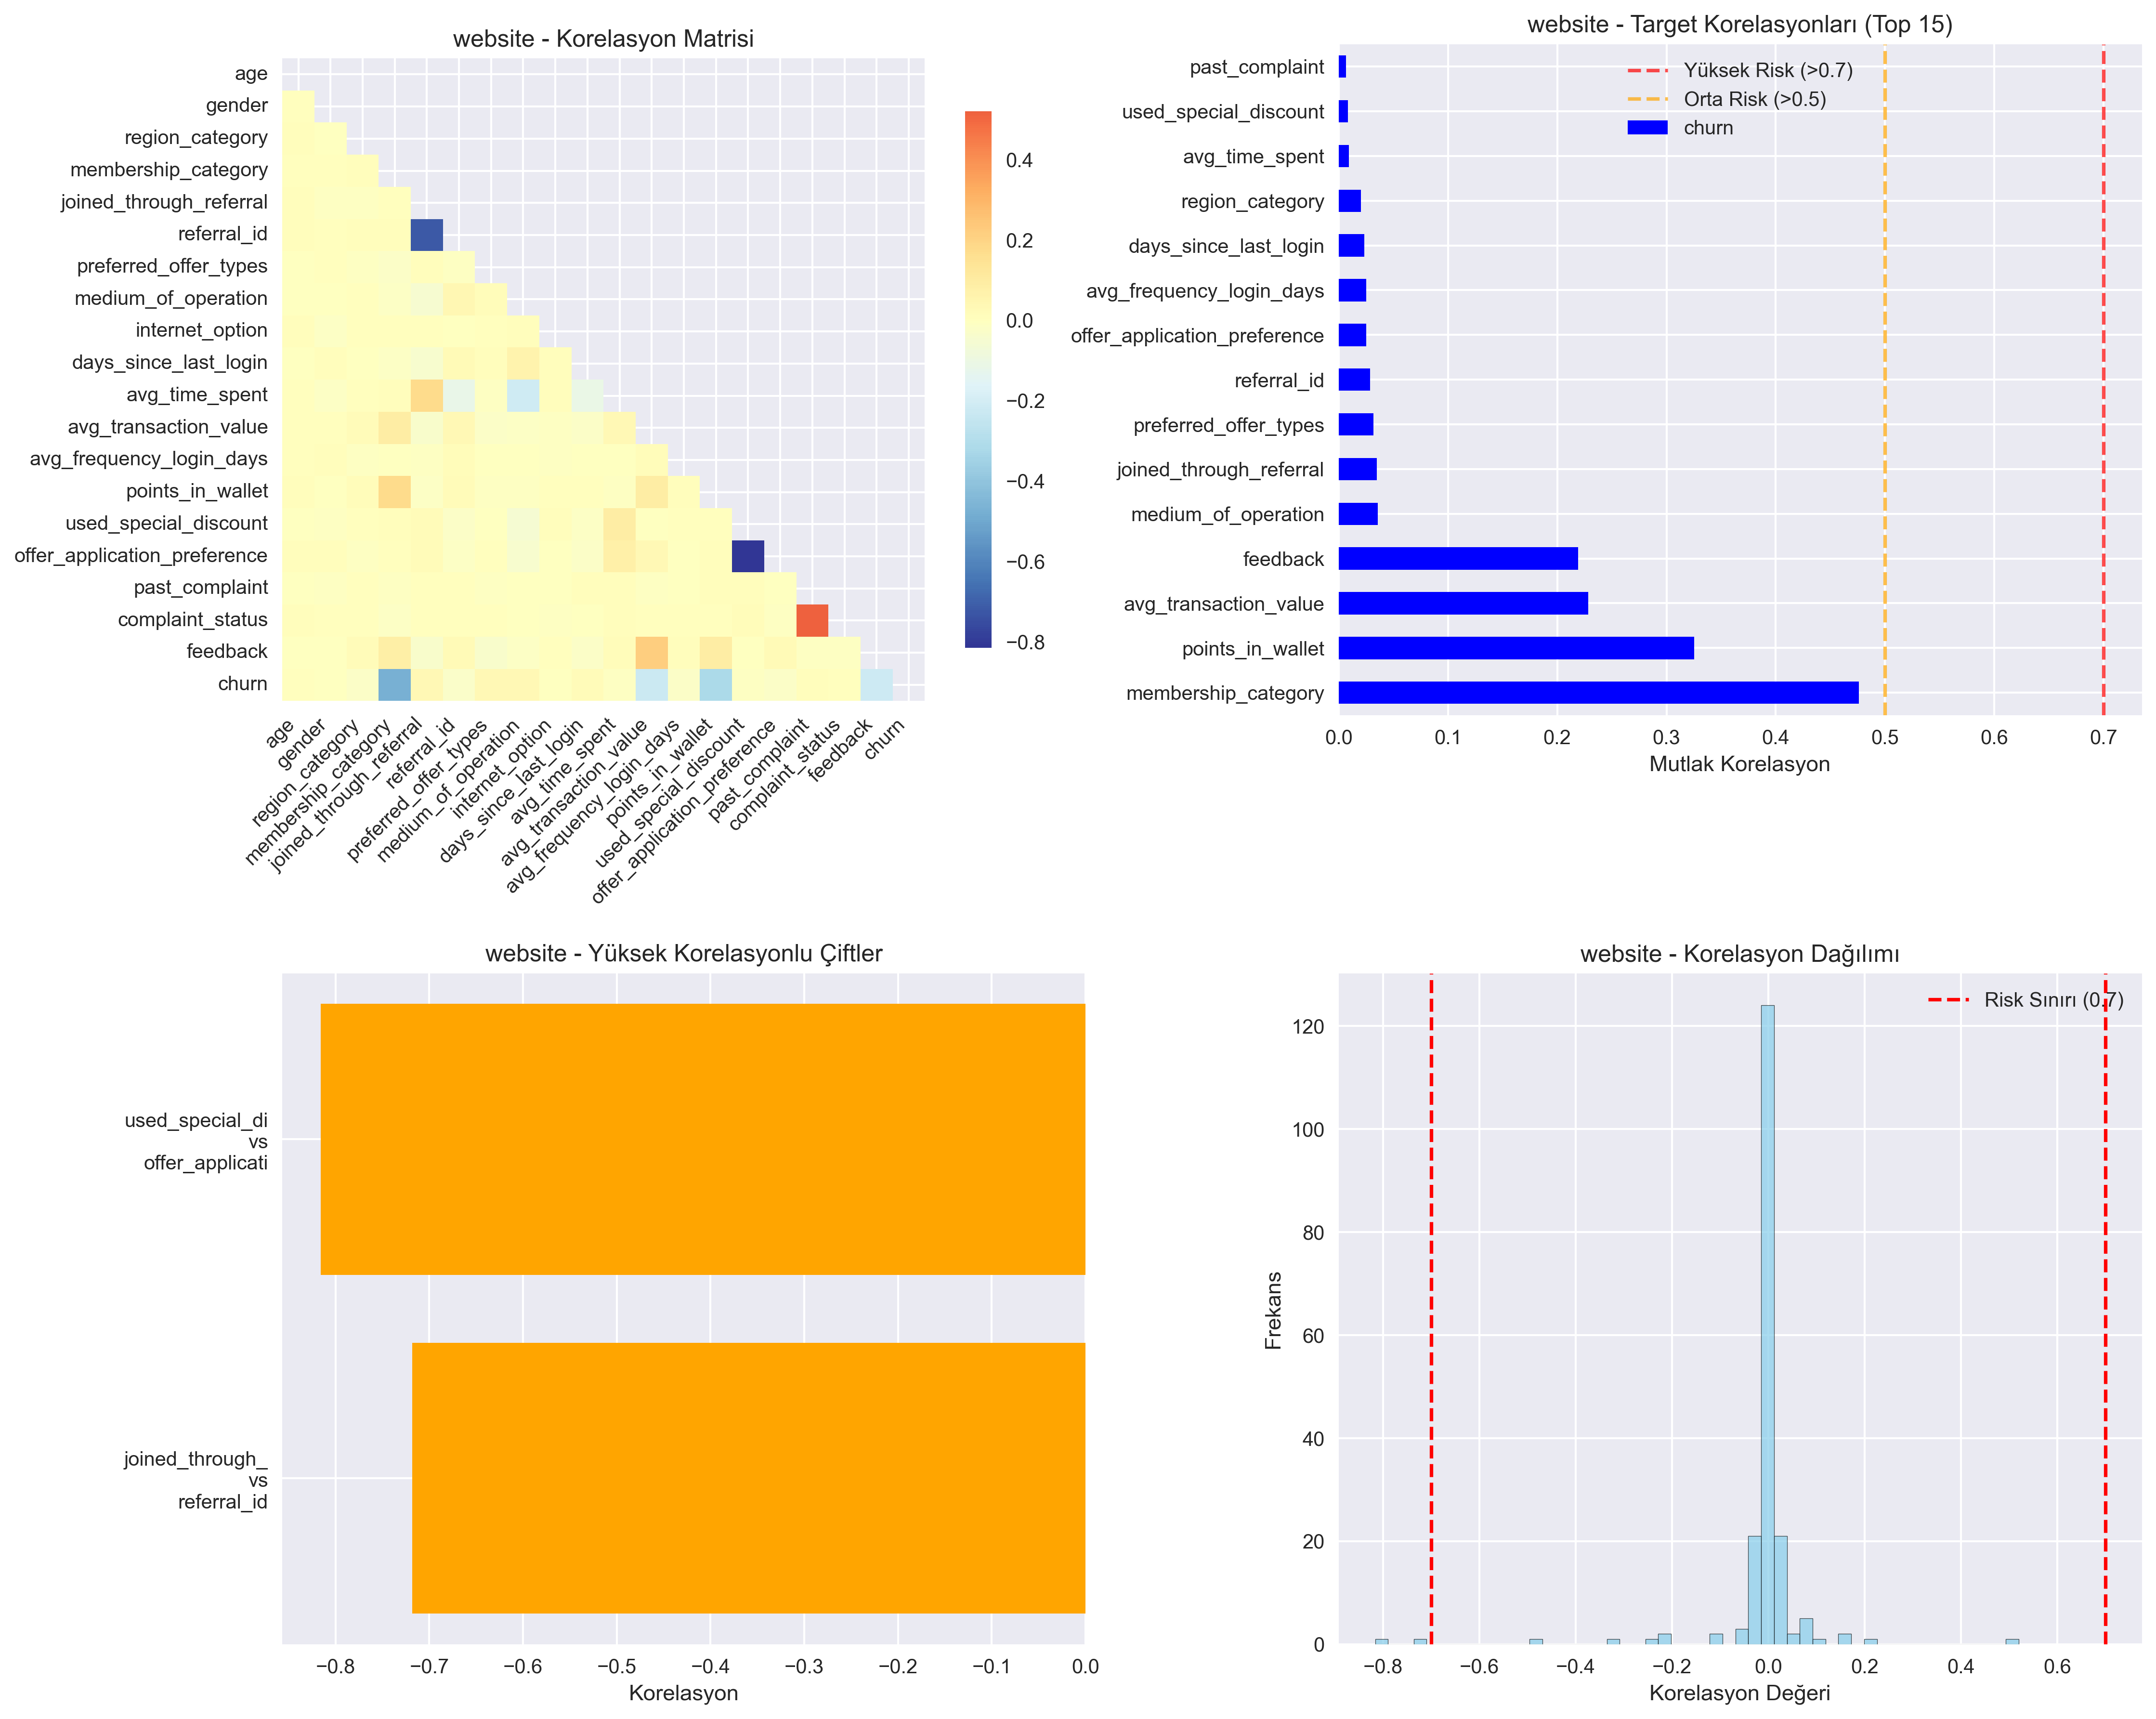 website - Korelasyon Matrisi
age
gender
region_category
membership_category
joined_through_referral
referral_id
preferred_offer_types
medium_of_operation
internet_option
days_since_last_login
avg_time_spent
avg_transaction_value
avg_frequency_login_days
points_in_wallet
used_special_discount
offer_application_preference
past_complaint
complaint_status
feedback
churn
age
gender
region_category
membership_category
joined_through_referral
referral_id
preferred_offer_types
medium_of_operation
internet_option
days_since_last_login
avg_time_spent
avg_transaction_value
avg_frequency_login_days
points_in_wallet
used_special_discount
offer_application_preference
past_complaint
complaint_status
feedback
churn
0.4
0.2
0.0
−0.2
−0.4
−0.6
−0.8
website - Target Korelasyonları (Top 15)
past_complaint
used_special_discount
avg_time_spent
region_category
days_since_last_login
avg_frequency_login_days
offer_application_preference
referral_id
preferred_offer_types
joined_through_referral
medium_of_operation
feedback
avg_transaction_value
points_in_wallet
membership_category
Yüksek Risk (>0.7)
Orta Risk (>0.5)
churn
0.0 0.1 0.2 0.3 0.4 0.5 0.6 0.7
Mutlak Korelasyon
website - Yüksek Korelasyonlu Çiftler
used_special_di
vs
offer_applicati
joined_through_
vs
referral_id
−0.8 −0.7 −0.6 −0.5 −0.4 −0.3 −0.2 −0.1 0.0
Korelasyon
website - Korelasyon Dağılımı
Risk Sınırı (0.7)
120
100
80
60
40
20
0
Frekans
−0.8 −0.6 −0.4 −0.2 0.0 0.2 0.4 0.6
Korelasyon Değeri